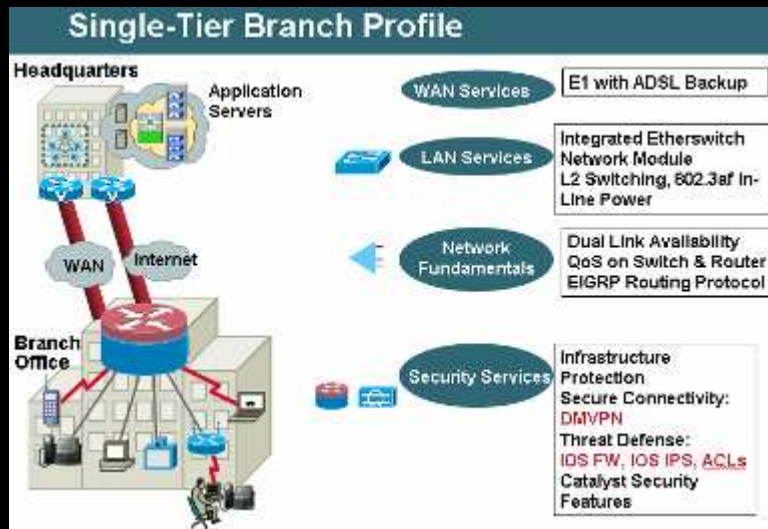 Single-Tier Branch Profile
Headquarters
Application
Servers
WAN
Internet
Branch
Office
WAN Services
E1 with ADSL Backup
LAN Services
Integrated Etherswitch
Network Module
L2 Switching, 802.3af In-
Line Power
Network
Fundamentals
Dual Link Availability
QoS on Switch & Router
EIGRP Routing Protocol
Security Services
Infrastructure
Protection
Secure Connectivity:
DMVPN
Threat Defense:
IOS FW, IOS IPS, ACLs
Catalyst Security
Features